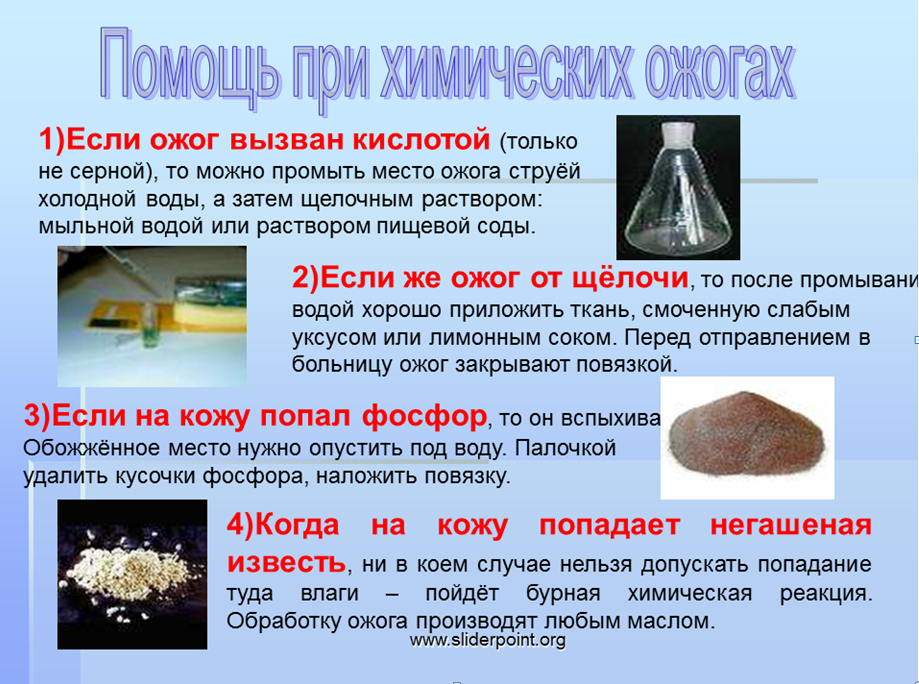 Помощь при химических ожогах
1)Если ожог вызван кислотой (только
не серной), то можно промыть место ожога струёй
холодной воды, а затем щелочным раствором:
мыльной водой или раствором пищевой соды.
2)Если же ожог от щёлочи, то после промывани
водой хорошо приложить ткань, смоченную слабым
уксусом или лимонным соком. Перед отправлением в
больницу ожог закрывают повязкой.
3)Если на кожу попал фосфор, то он вспыхива
Обожжённое место нужно опустить под воду. Палочкой
удалить кусочки фосфора, наложить повязку.
4)Когда на кожу попадает негашеная
известь, ни в коем случае нельзя допускать попадание
туда влаги – пойдёт бурная химическая реакция.
Обработку ожога производят любым маслом.
www.sliderpoint.org